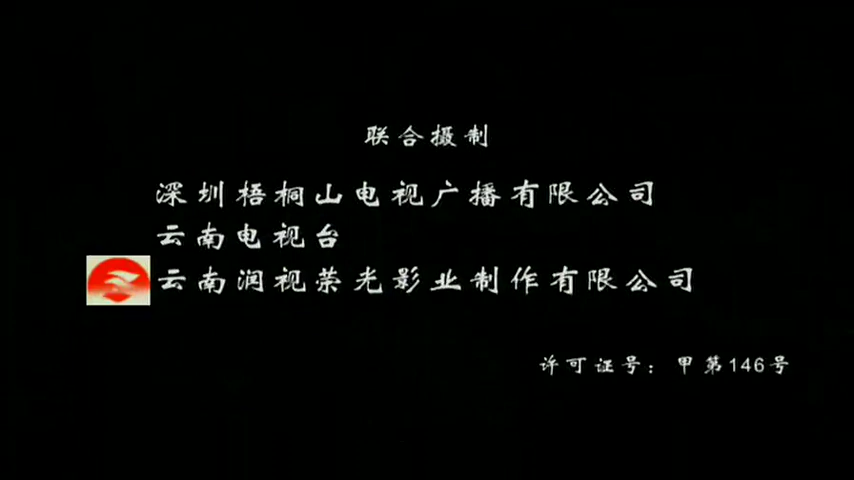 联合摄制
深圳梧桐山电视广播有限公司
云南电视台
云南润视荣光影业制作有限公司
许可证号：甲第146号